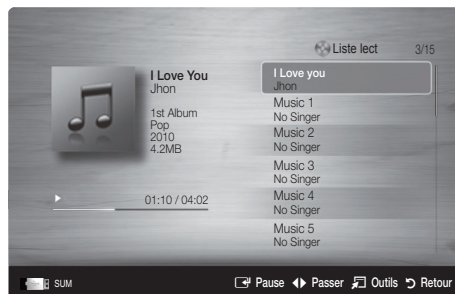 Liste lect 3/15
I Love You
Jhon
1st Album
Pop
2010
4.2MB
01:10 / 04:02
I Love you
Jhon
Music 1
No Singer
Music 2
No Singer
Music 3
No Singer
Music 4
No Singer
Music 5
No Singer
SUM Pause Passer Outils Retour